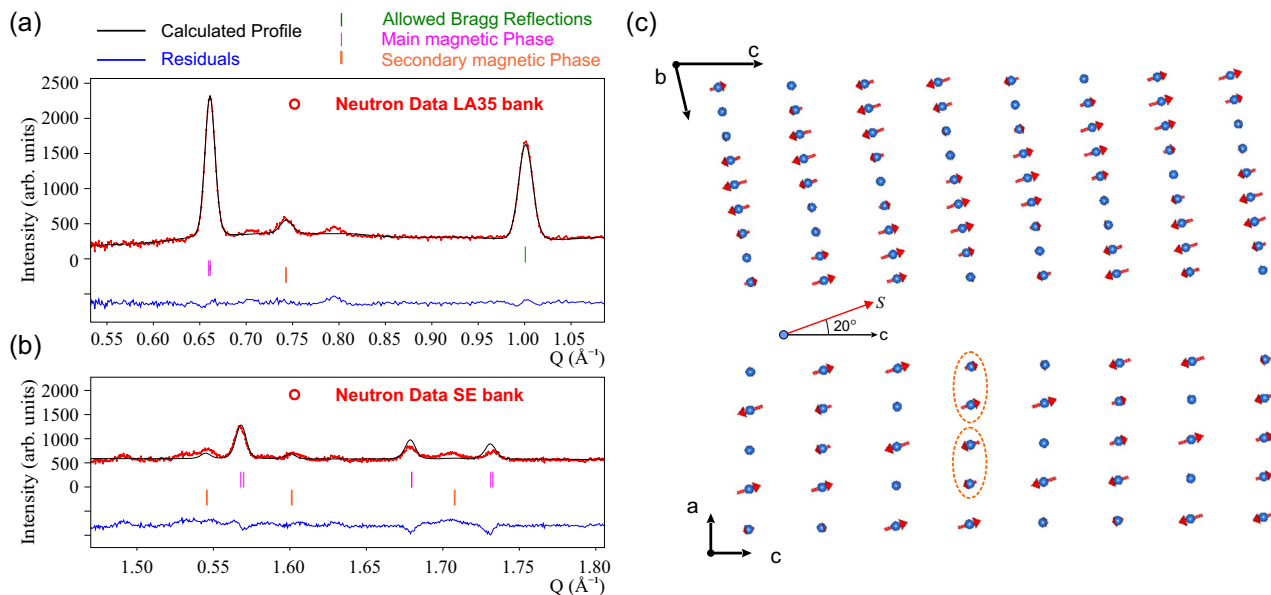 (a)
Calculated Profile
Residuals
Allowed Bragg Reflections
Main magnetic Phase
Secondary magnetic Phase
Neutron Data LA35 bank
Intensity (arb. units)
2500
2000
1500
1000
500
0
0.55 0.60 0.65 0.70 0.75 0.80 0.85 0.90 0.95 1.00 1.05
Q (Å⁻¹)
(b)
Neutron Data SE bank
Intensity (arb. units)
2000
1500
1000
500
0
1.50 0.55 1.60 1.65 1.70 1.75 1.80
Q (Å⁻¹)
(c)
c
b
S
20°
c
a
c